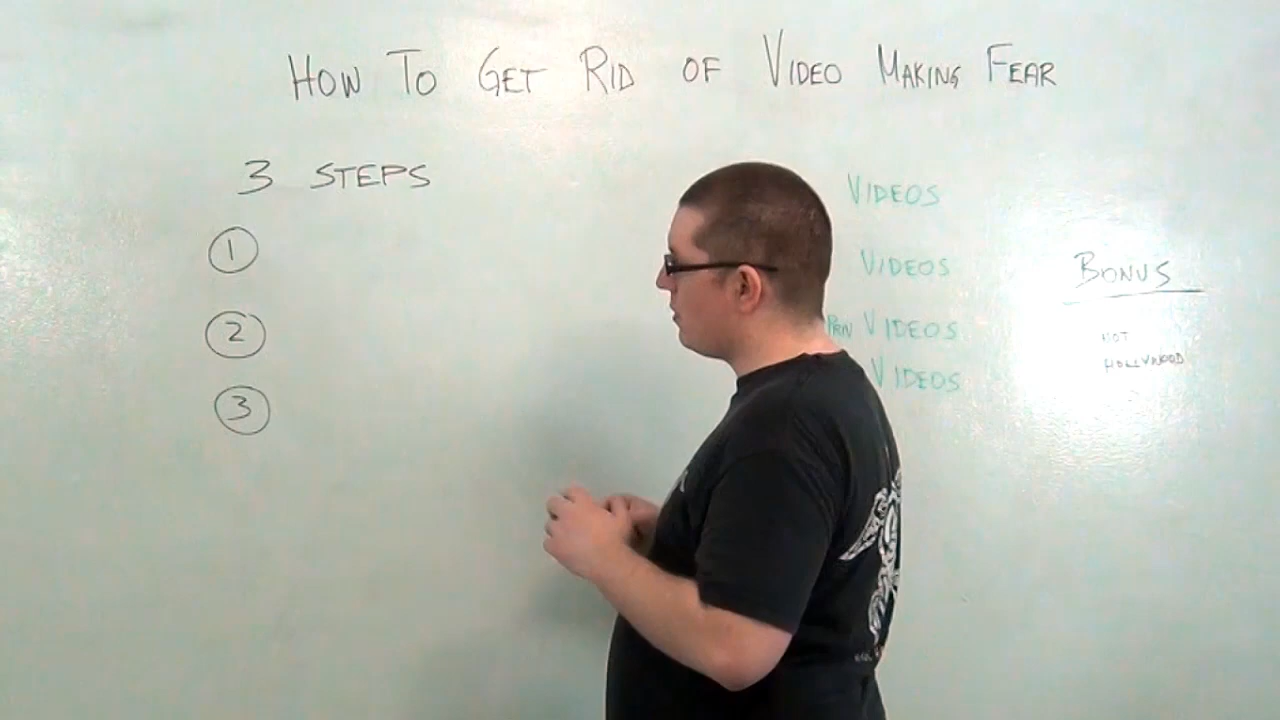 How To Get Rid of Video Making Fear
3 Steps
1
2
3
Videos
Videos
Videos
Videos
Bonus
Not
Hollywood